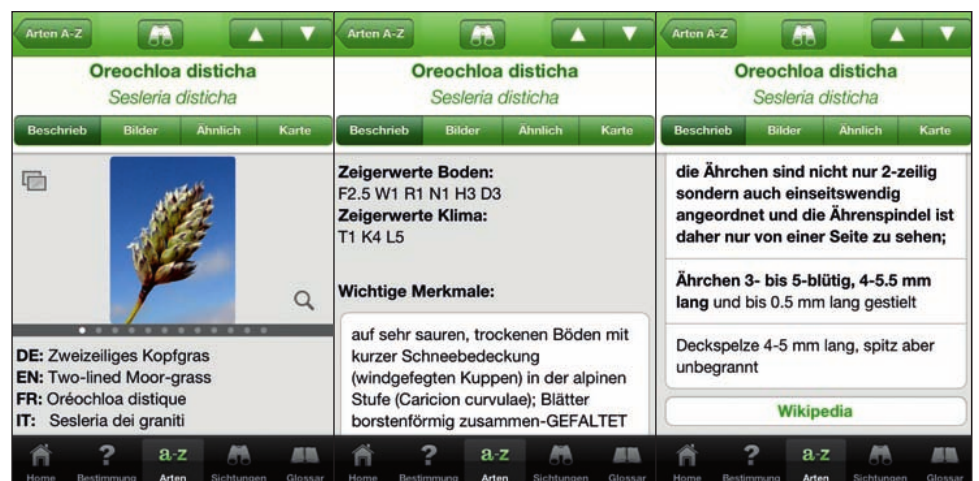 Arten A-Z
Oreochloa disticha
Sesleria disticha
Beschrieb Bilder Ähnlich Karte
DE: Zweizeiliges Kopfgras
EN: Two-lined Moor-grass
FR: Oréochloa distique
IT: Sesleria dei graniti
a-z
Home Bestimmung Arten Sichtungen Glossar
Arten A-Z
Oreochloa disticha
Sesleria disticha
Beschrieb Bilder Ähnlich Karte
Zeigerwerte Boden:
F2.5 W1 R1 N1 H3 D3
Zeigerwerte Klima:
T1 K4 L5
Wichtige Merkmale:
auf sehr sauren, trockenen Böden mit
kurzer Schneebedeckung
(windgefegten Kuppen) in der alpinen
Stufe (Caricion curvulae); Blätter
borstenförmig zusammen-GEFALTET
a-z
Home Bestimmung Arten Sichtungen Glossar
Arten A-Z
Oreochloa disticha
Sesleria disticha
Beschrieb Bilder Ähnlich Karte
die Ährchen sind nicht nur 2-zeilig
sondern auch einseitswendig
angeordnet und die Ährenspindel ist
daher nur von einer Seite zu sehen;
Ährchen 3- bis 5-blütig, 4-5.5 mm
lang und bis 0.5 mm lang gestielt
Deckspelze 4-5 mm lang, spitz aber
unbegrannt
Wikipedia
a-z
Home Bestimmung Arten Sichtungen Glossar